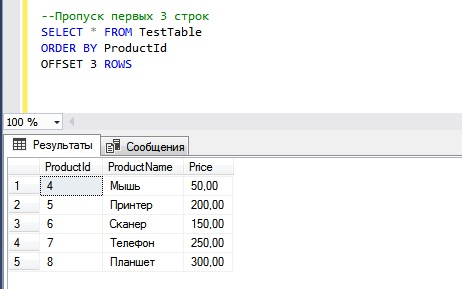 --Пропуск первых 3 строк
SELECT * FROM TestTable
ORDER BY ProductId
OFFSET 3 ROWS
100 %
Результаты Сообщения
ProductId ProductName Price
1 4 Мышь 50,00
2 5 Принтер 200,00
3 6 Сканер 150,00
4 7 Телефон 250,00
5 8 Планшет 300,00